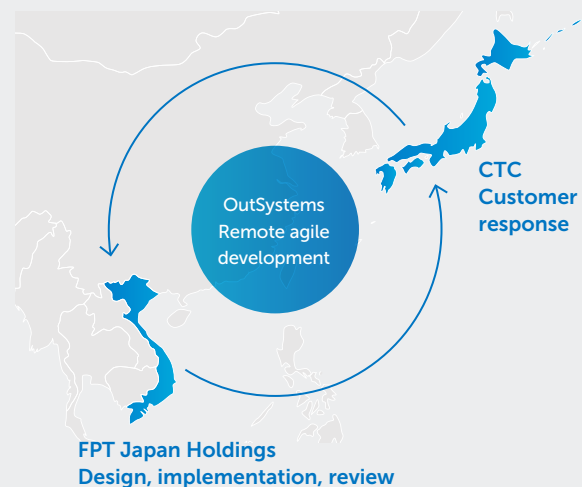 OutSystems
Remote agile
development
CTC
Customer
response
FPT Japan Holdings
Design, implementation, review